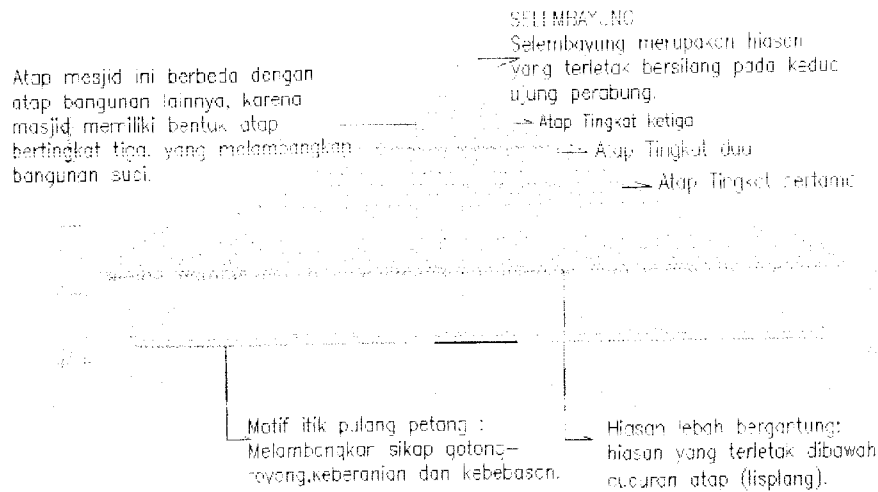 SELEMBAYUNG
Selembayung merupakan hiasan
yang terletak bersilang pada kedua
ujung perabung.
Atap mesjid ini berbeda dengan
atap bangunan lainnya, karena
masjid memiliki bentuk atap
bertingkat tiga, yang melambangkan
bangunan suci.
Atap Tingkat ketiga
Atap Tingkat dua
Atap Tingkat pertama
Motif itik pulang petang :
Melambangkan sikap gotong-
royong,keberanian dan kebebasan.
Hiasan lebah bergantung:
hiasan yang terletak dibawah
cucuran atap (lisplang).